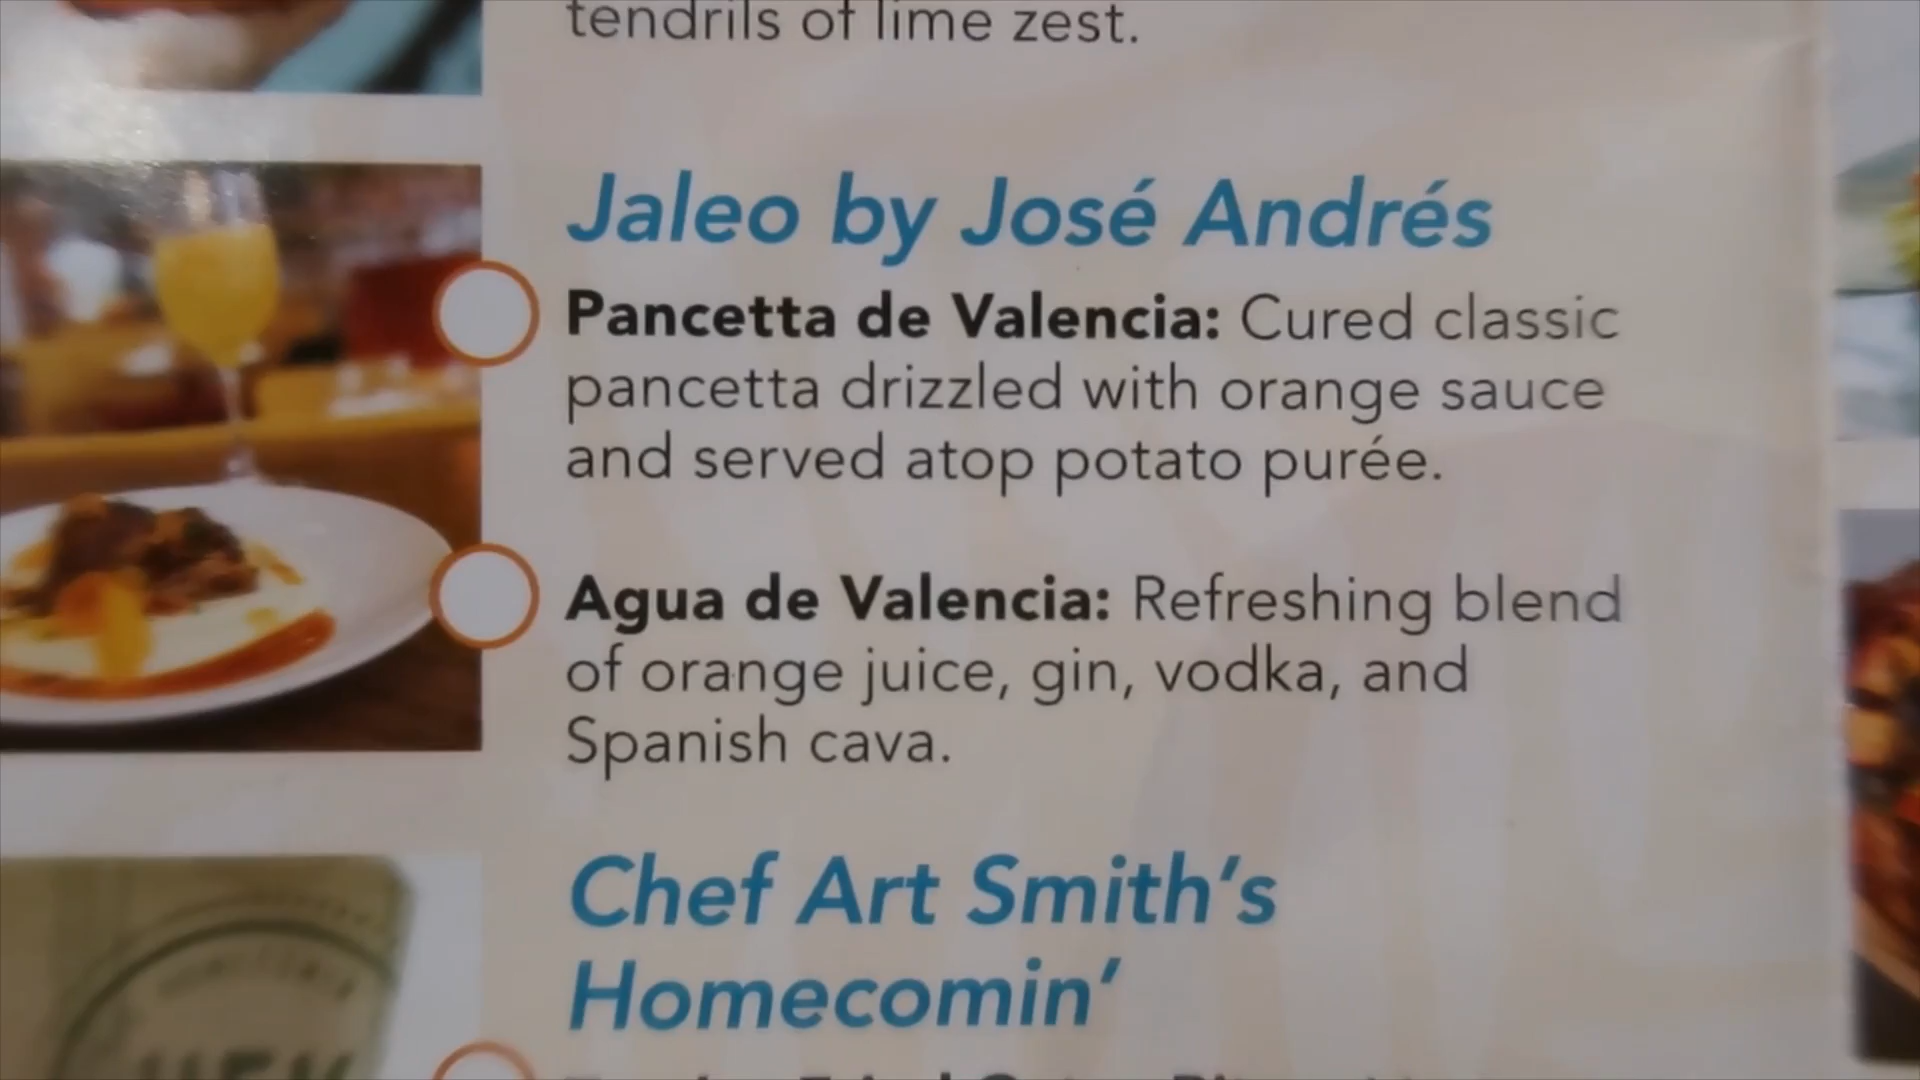 tendrils of lime zest.
Jaleo by José Andrés
Pancetta de Valencia: Cured classic
pancetta drizzled with orange sauce
and served atop potato purée.
Agua de Valencia: Refreshing blend
of orange juice, gin, vodka, and
Spanish cava.
Chef Art Smith’s
Homecomin’